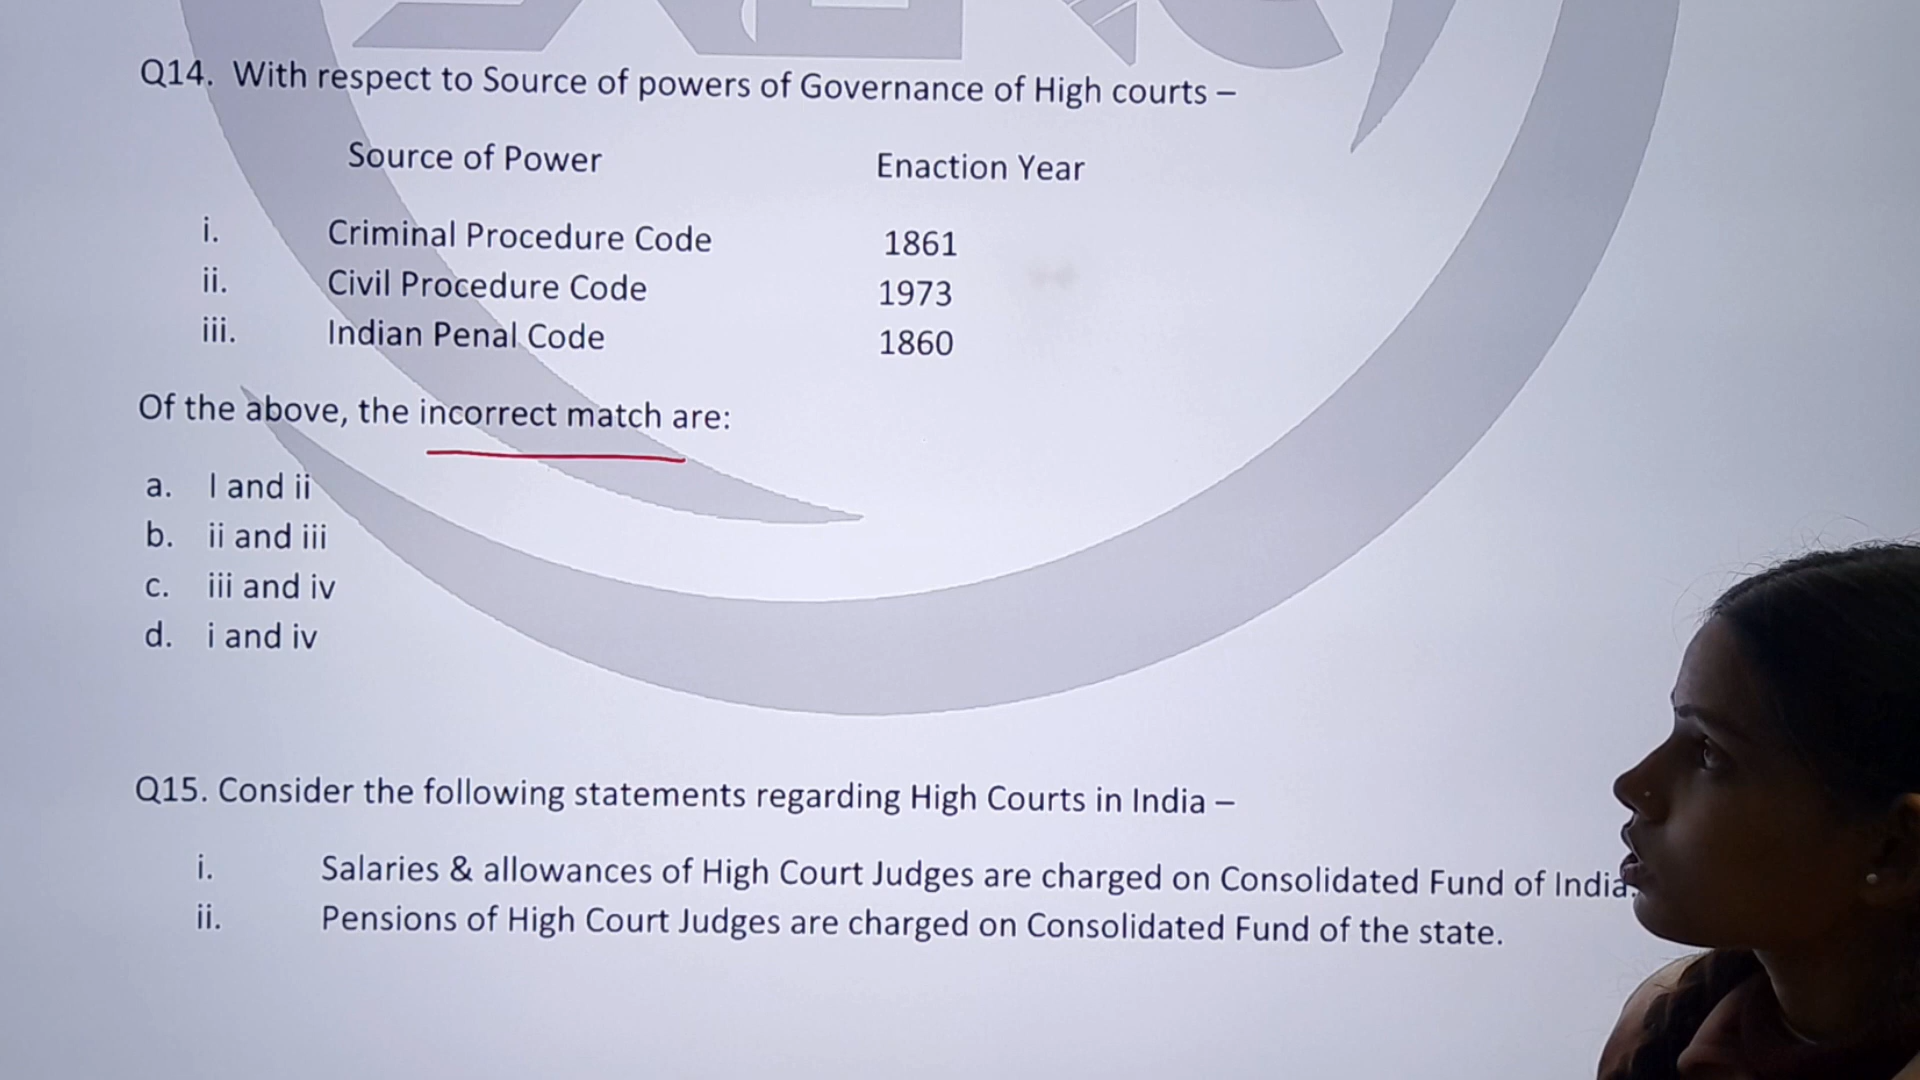 Q14. With respect to Source of powers of Governance of High courts –
Source of Power Enaction Year
i. Criminal Procedure Code 1861
ii. Civil Procedure Code 1973
iii. Indian Penal Code 1860
Of the above, the incorrect match are:
a. I and ii
b. ii and iii
c. iii and iv
d. i and iv
Q15. Consider the following statements regarding High Courts in India –
i. Salaries & allowances of High Court Judges are charged on Consolidated Fund of India.
ii. Pensions of High Court Judges are charged on Consolidated Fund of the state.